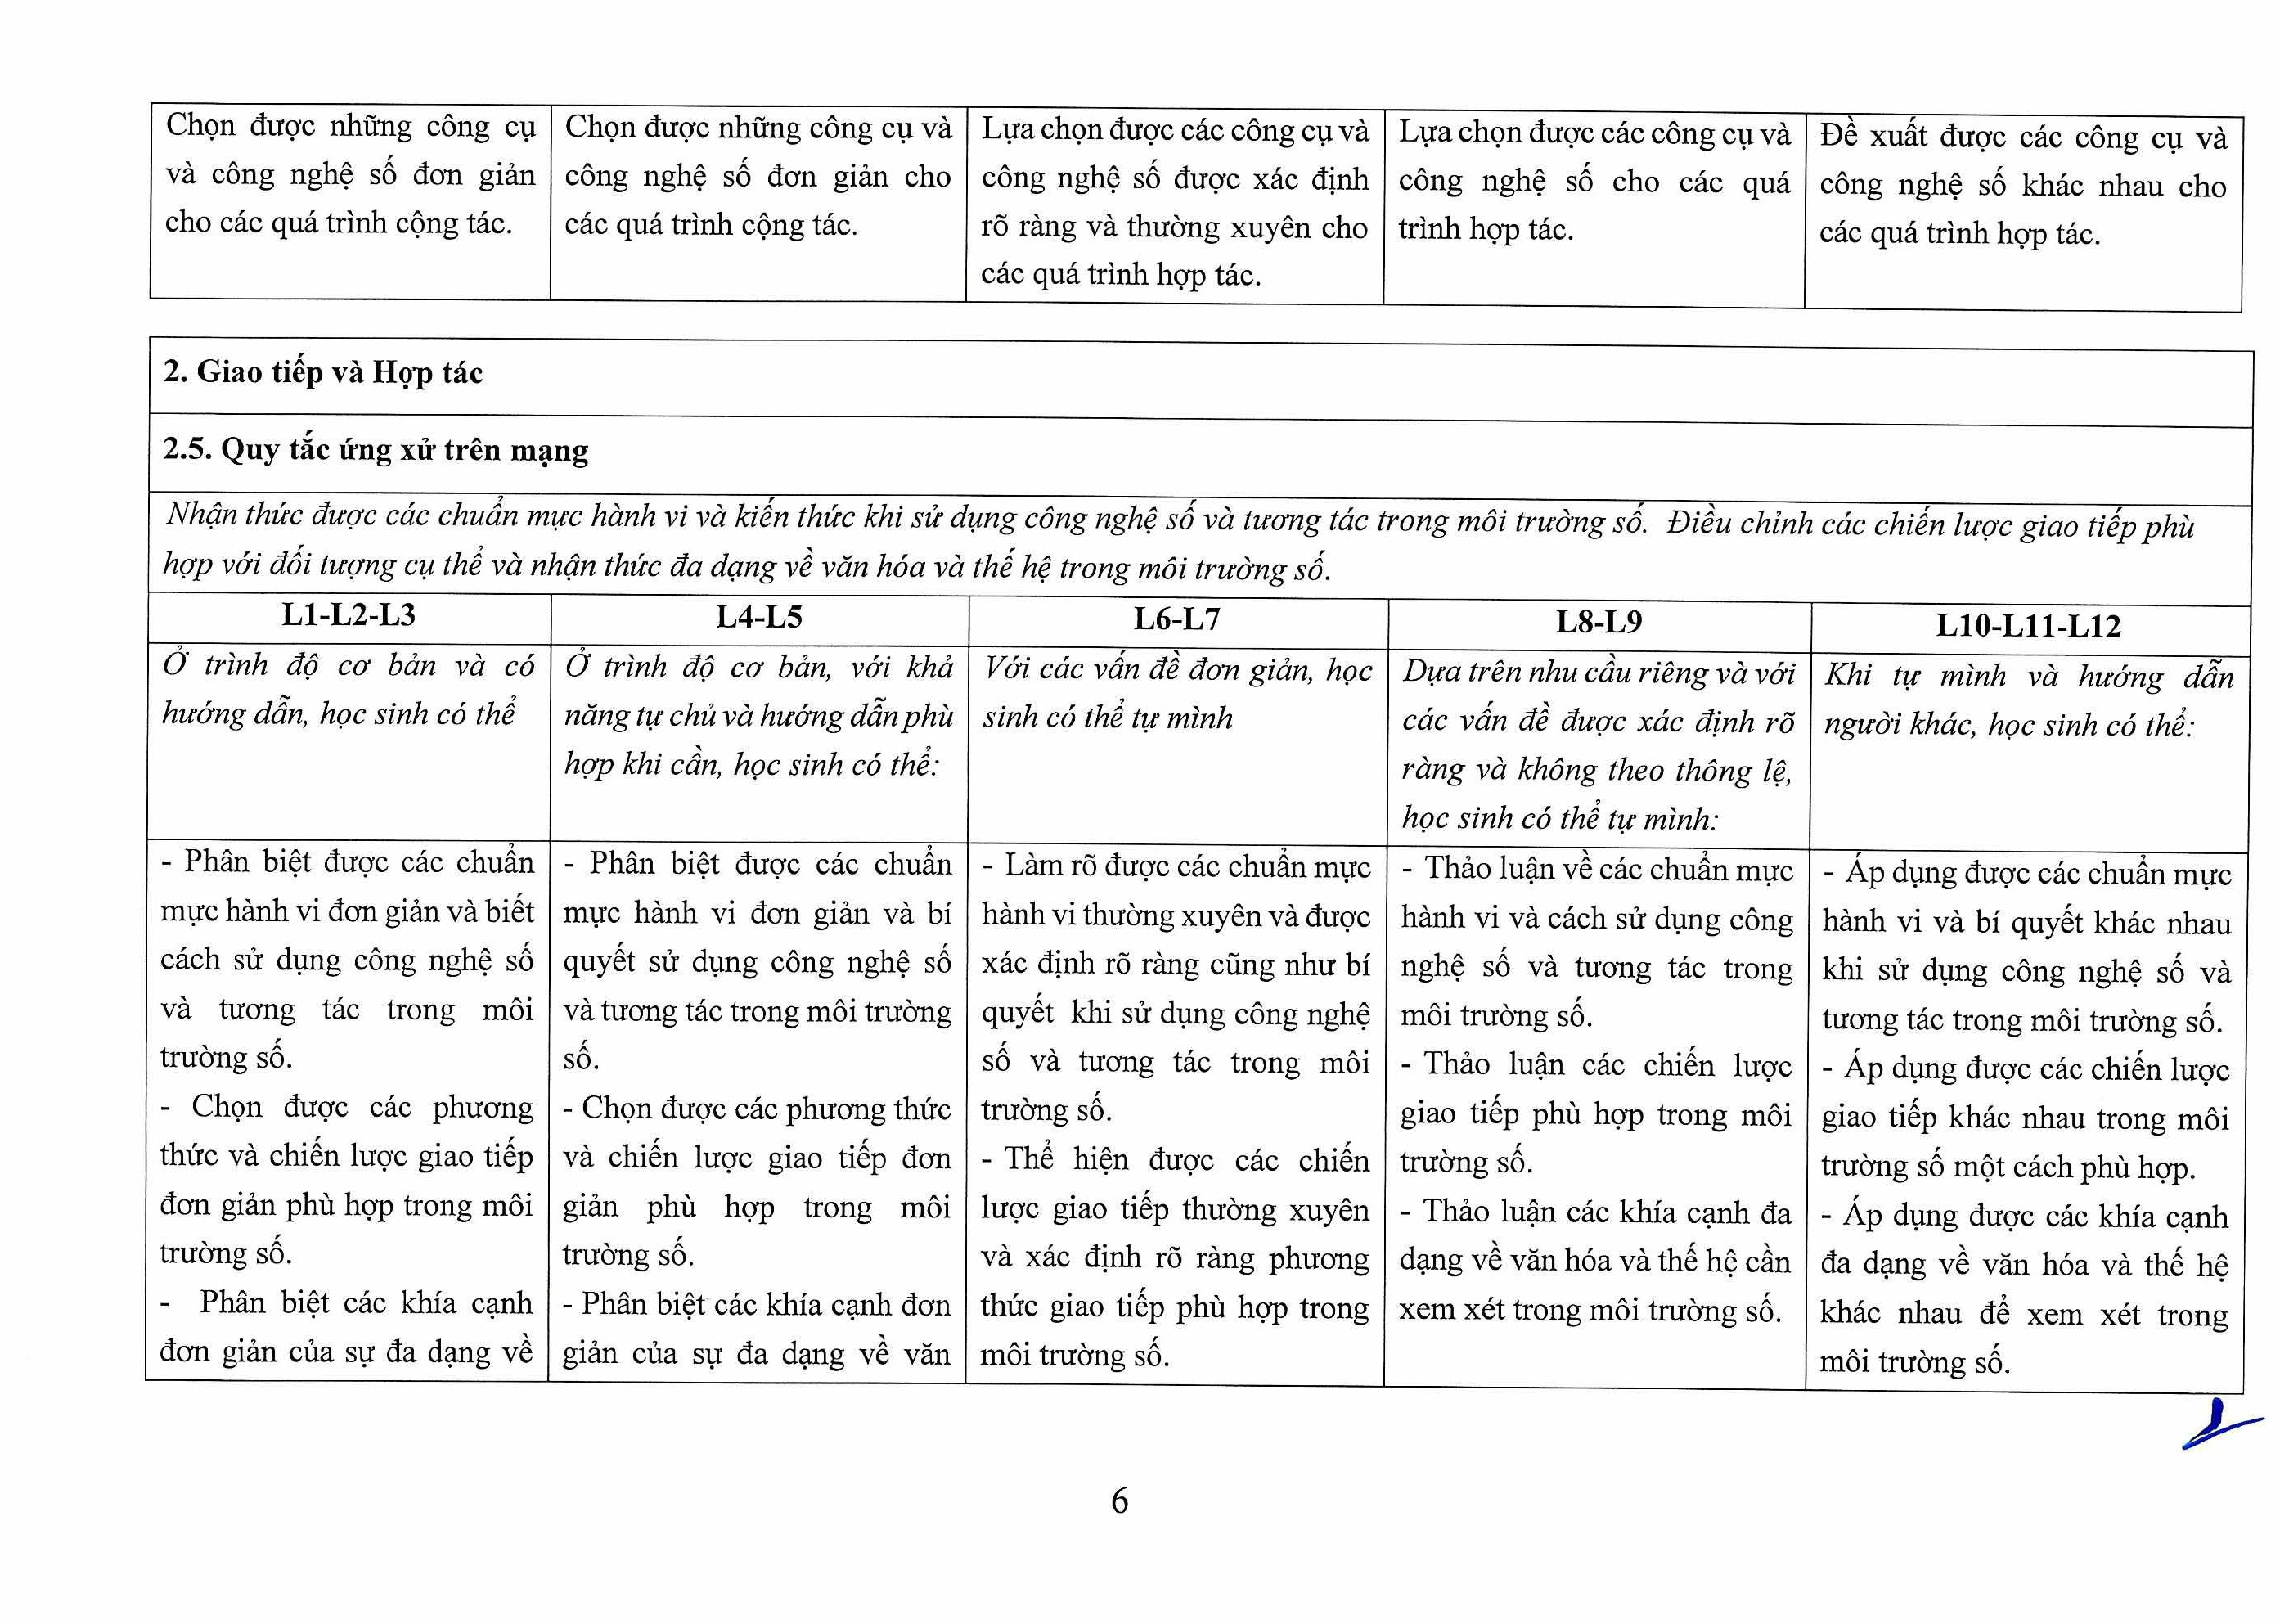 Chọn được những công cụ
và công nghệ số đơn giản
cho các quá trình cộng tác.
Chọn được những công cụ và
công nghệ số đơn giản cho
các quá trình cộng tác.
Lựa chọn được các công cụ và
công nghệ số được xác định
rõ ràng và thường xuyên cho
các quá trình hợp tác.
Lựa chọn được các công cụ và
công nghệ số cho các quá
trình hợp tác.
Đề xuất được các công cụ và
công nghệ số khác nhau cho
các quá trình hợp tác.
2. Giao tiếp và Hợp tác
2.5. Quy tắc ứng xử trên mạng
Nhận thức được các chuẩn mực hành vi và kiến thức khi sử dụng công nghệ số và tương tác trong môi trường số. Điều chỉnh các chiến lược giao tiếp phù
hợp với đối tượng cụ thể và nhận thức đa dạng về văn hóa và thế hệ trong môi trường số.
L1-L2-L3
L4-L5
L6-L7
L8-L9
L10-L11-L12
Ở trình độ cơ bản và có
hướng dẫn, học sinh có thể
Ở trình độ cơ bản, với khả
năng tự chủ và hướng dẫn phù
hợp khi cần, học sinh có thể:
Với các vấn đề đơn giản, học
sinh có thể tự mình
Dựa trên nhu cầu riêng và với
các vấn đề được xác định rõ
ràng và không theo thông lệ,
học sinh có thể tự mình:
Khi tự mình và hướng dẫn
người khác, học sinh có thể:
- Phân biệt được các chuẩn
mực hành vi đơn giản và biết
cách sử dụng công nghệ số
và tương tác trong môi
trường số.
- Chọn được các phương
thức và chiến lược giao tiếp
đơn giản phù hợp trong môi
trường số.
- Phân biệt các khía cạnh
đơn giản của sự đa dạng về
- Phân biệt được các chuẩn
mực hành vi đơn giản và bí
quyết sử dụng công nghệ số
và tương tác trong môi trường
số.
- Chọn được các phương thức
và chiến lược giao tiếp đơn
giản phù hợp trong môi
trường số.
- Phân biệt các khía cạnh đơn
giản của sự đa dạng về văn
- Làm rõ được các chuẩn mực
hành vi thường xuyên và được
xác định rõ ràng cũng như bí
quyết khi sử dụng công nghệ
số và tương tác trong môi
trường số.
- Thể hiện được các chiến
lược giao tiếp thường xuyên
và xác định rõ ràng phương
thức giao tiếp phù hợp trong
môi trường số.
- Thảo luận về các chuẩn mực
hành vi và cách sử dụng công
nghệ số và tương tác trong
môi trường số.
- Thảo luận các chiến lược
giao tiếp phù hợp trong môi
trường số.
- Thảo luận các khía cạnh đa
dạng về văn hóa và thế hệ cần
xem xét trong môi trường số.
- Áp dụng được các chuẩn mực
hành vi và bí quyết khác nhau
khi sử dụng công nghệ số và
tương tác trong môi trường số.
- Áp dụng được các chiến lược
giao tiếp khác nhau trong môi
trường số một cách phù hợp.
- Áp dụng được các khía cạnh
đa dạng về văn hóa và thế hệ
khác nhau để xem xét trong
môi trường số.
6